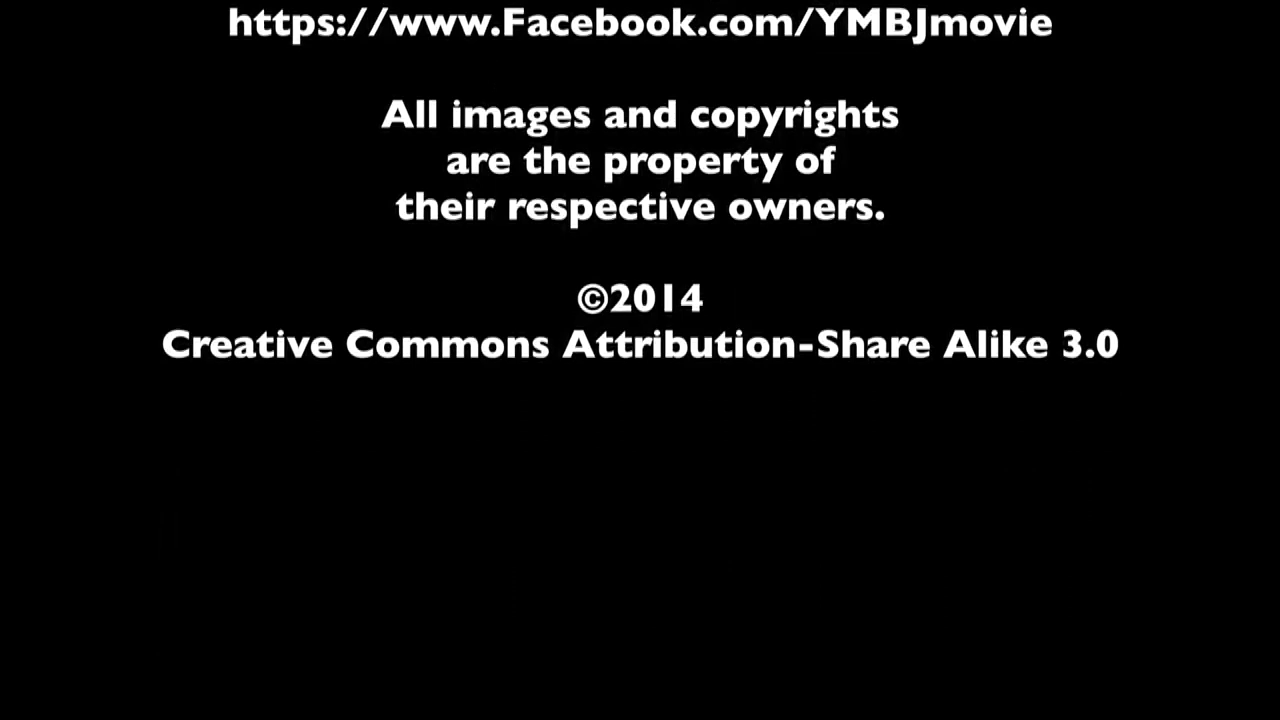 https://www.Facebook.com/YMBJmovie
All images and copyrights
are the property of
their respective owners.
©2014
Creative Commons Attribution-Share Alike 3.0